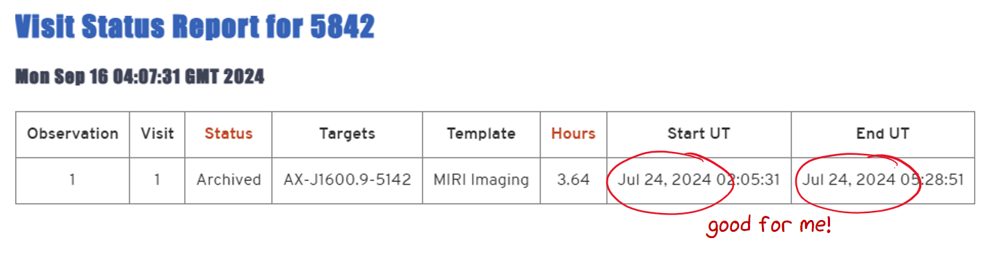 Visit Status Report for 5842
Mon Sep 16 04:07:31 GMT 2024
Observation Visit Status Targets Template Hours Start UT End UT
1 1 Archived AX-J1600.9-5142 MIRI Imaging 3.64 Jul 24, 2024 02:05:31 Jul 24, 2024 05:28:51
good for me!